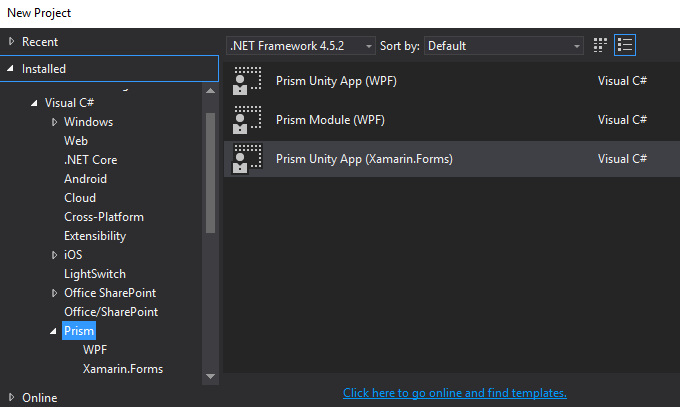 New Project
Recent
.NET Framework 4.5.2
Sort by:
Default
Installed
Visual C#
Windows
Web
.NET Core
Android
Cloud
Cross-Platform
Extensibility
iOS
LightSwitch
Office SharePoint
Office/SharePoint
Prism
WPF
Xamarin.Forms
Online
Prism Unity App (WPF) Visual C#
Prism Module (WPF) Visual C#
Prism Unity App (Xamarin.Forms) Visual C#
Click here to go online and find templates.